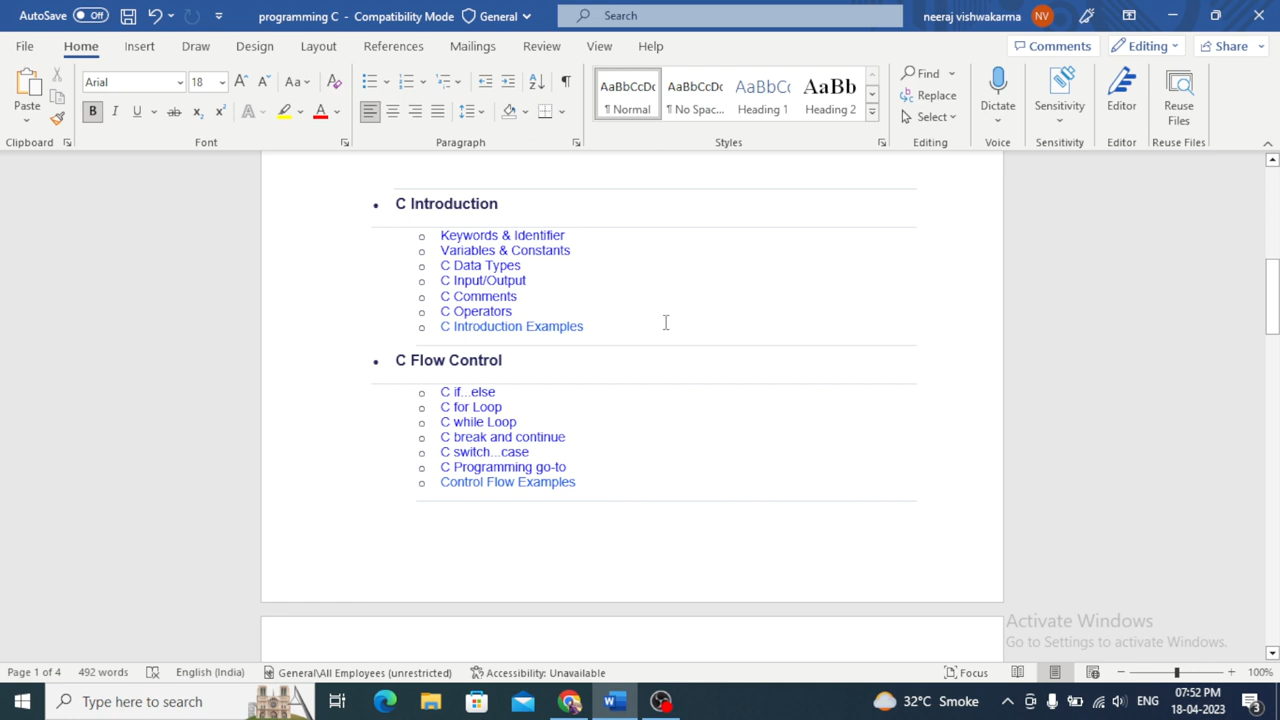 AutoSave Off programming C - Compatibility Mode General Search neeraj vishwakarma NV
File Home Insert Draw Design Layout References Mailings Review View Help Comments Editing Share
Paste Arial 18 Aa AaBbCcDc AaBbCcDc AaBbCc AaBb Find Dictate Sensitivity Editor Reuse Files
B I U ab x₂ x² A A ¶ Normal ¶ No Spac... Heading 1 Heading 2 Replace
Select
Clipboard Font Paragraph Styles Editing Voice Sensitivity Editor Reuse Files
• C Introduction
o Keywords & Identifier
o Variables & Constants
o C Data Types
o C Input/Output
o C Comments
o C Operators
o C Introduction Examples
• C Flow Control
o C if...else
o C for Loop
o C while Loop
o C break and continue
o C switch...case
o C Programming go-to
o Control Flow Examples
Activate Windows
Go to Settings to activate Windows.
Page 1 of 4 492 words English (India) General\All Employees (unrestricted) Accessibility: Unavailable Focus 100%
Type here to search 32°C Smoke ENG 07:52 PM
18-04-2023 3